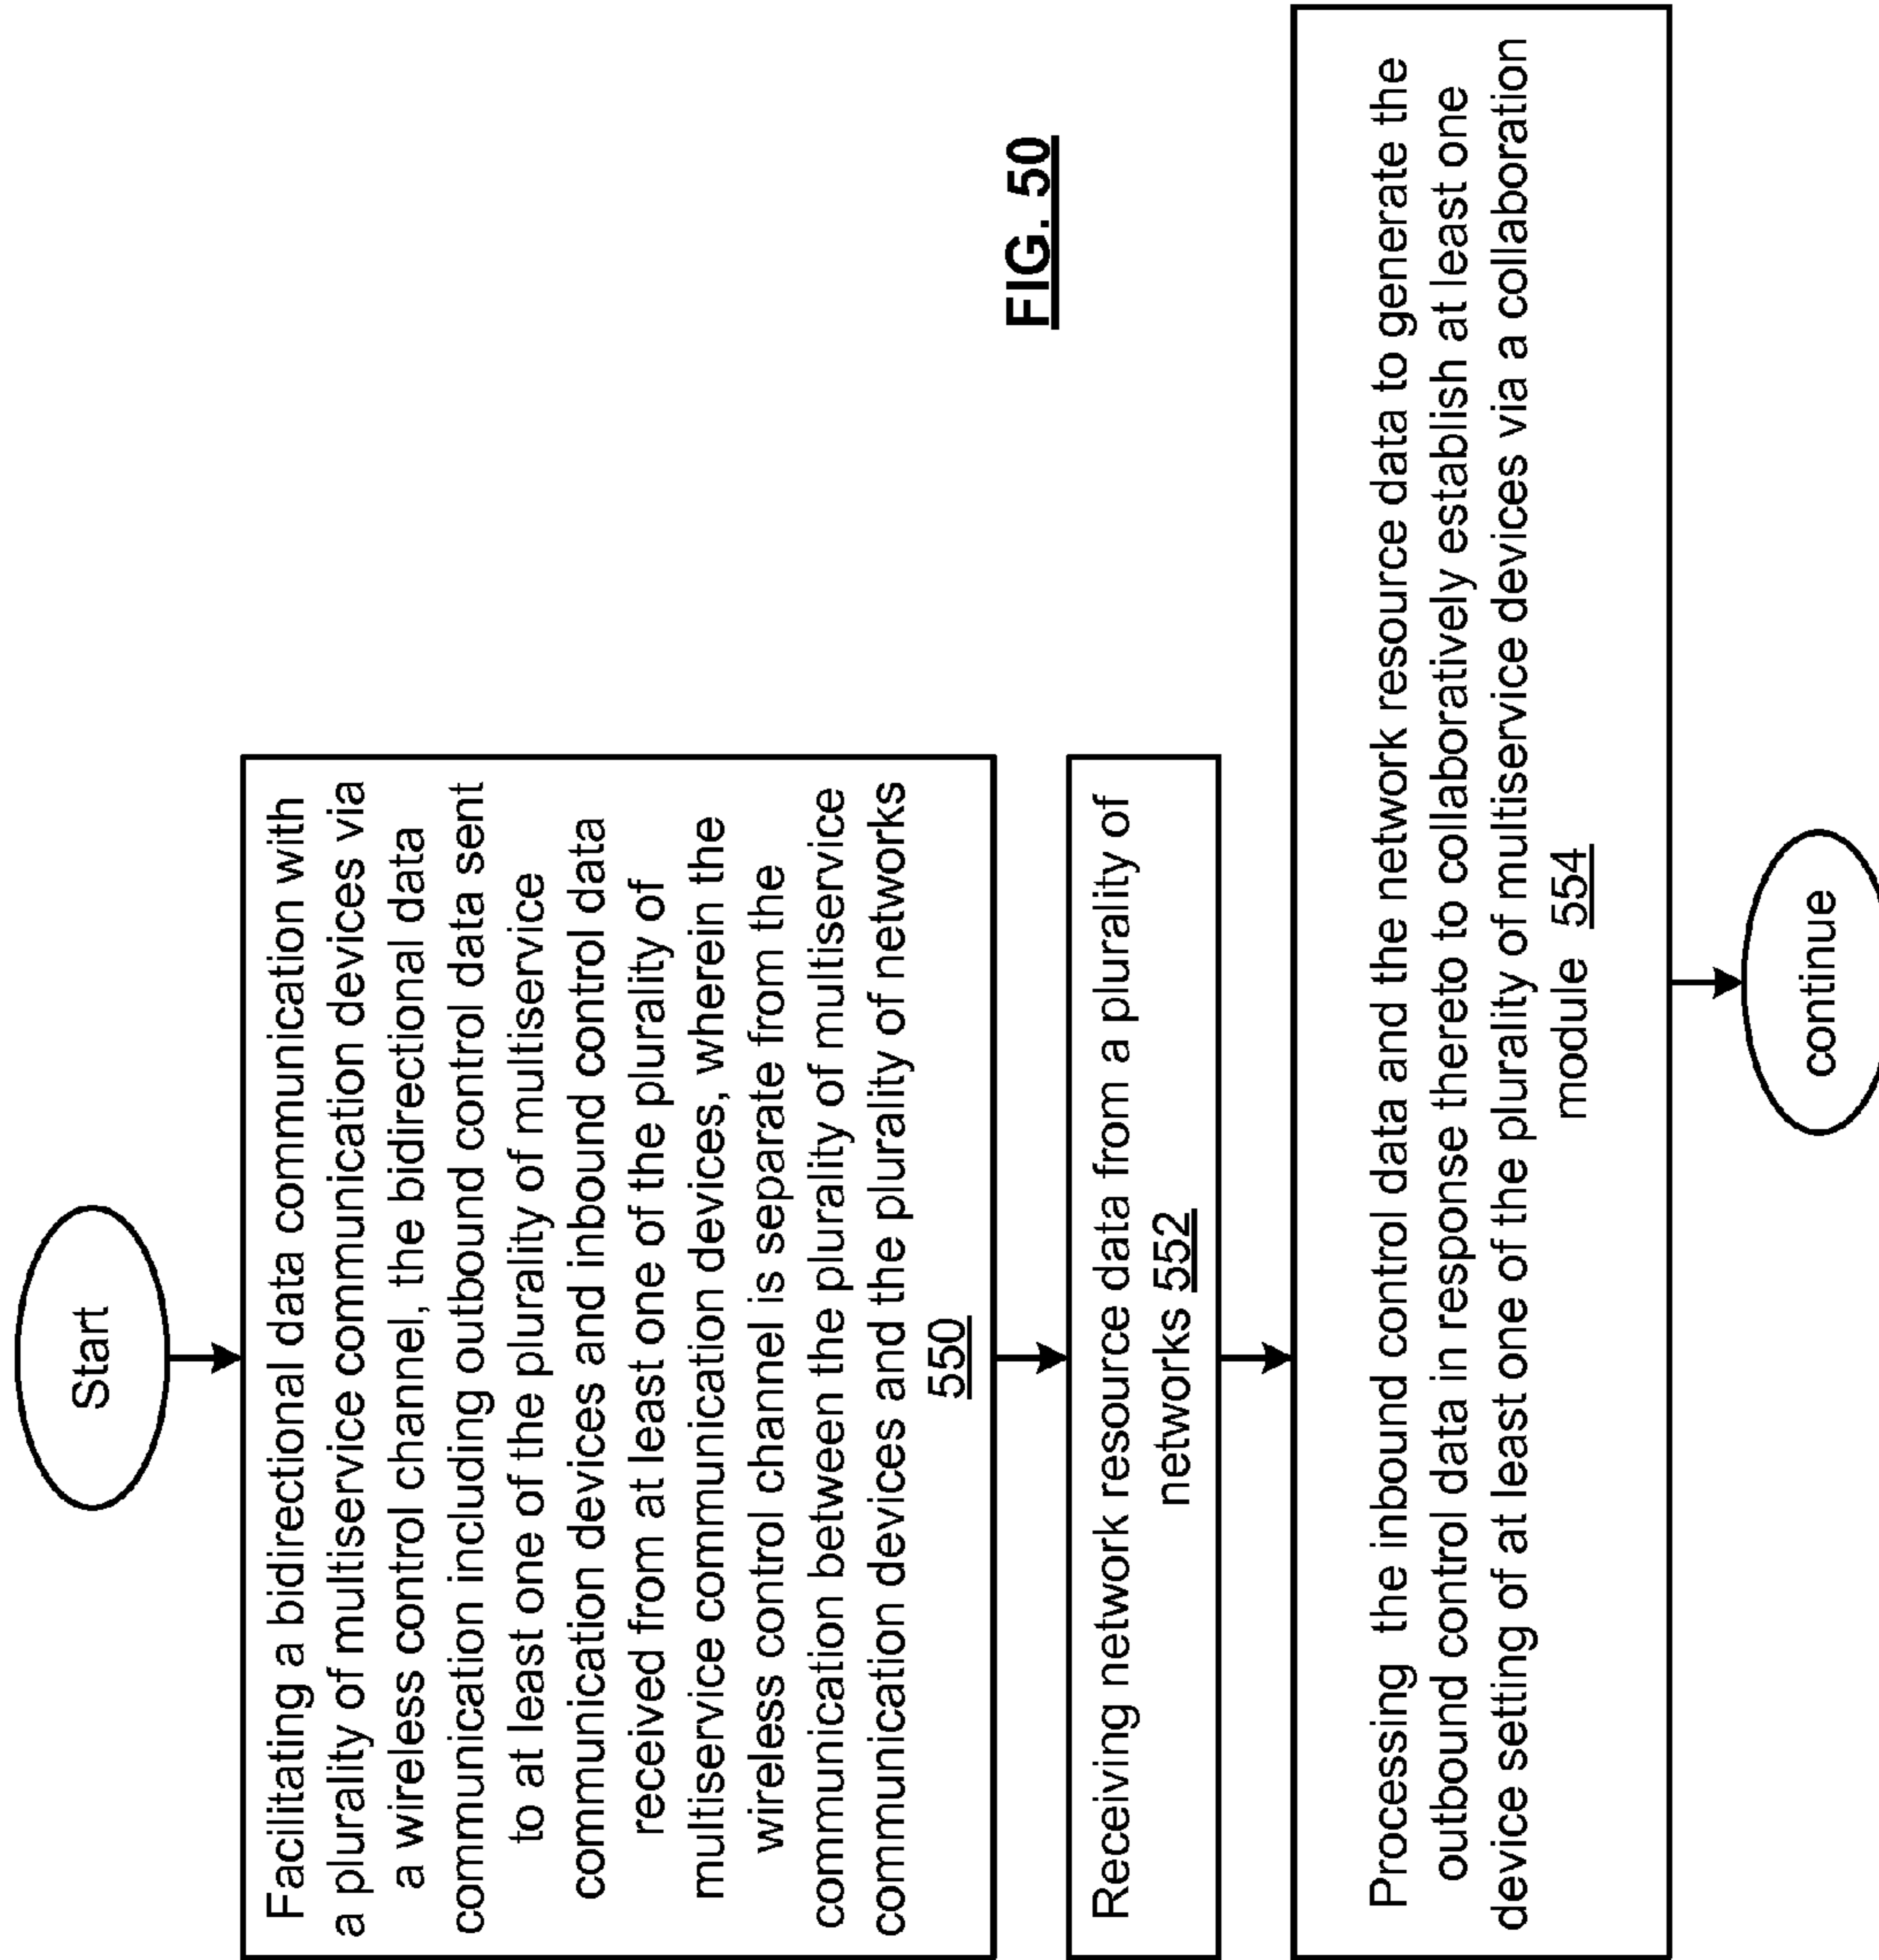 Start
Facilitating a bidirectional data communication with
a plurality of multiservice communication devices via
a wireless control channel, the bidirectional data
communication including outbound control data sent
to at least one of the plurality of multiservice
communication devices and inbound control data
received from at least one of the plurality of
multiservice communication devices, wherein the
wireless control channel is separate from the
communication between the plurality of multiservice
communication devices and the plurality of networks
550
Receiving network resource data from a plurality of
networks 552
Processing the inbound control data and the network resource data to generate the
outbound control data in response thereto to collaboratively establish at least one
device setting of at least one of the plurality of multiservice devices via a collaboration
module 554
continue
FIG. 50